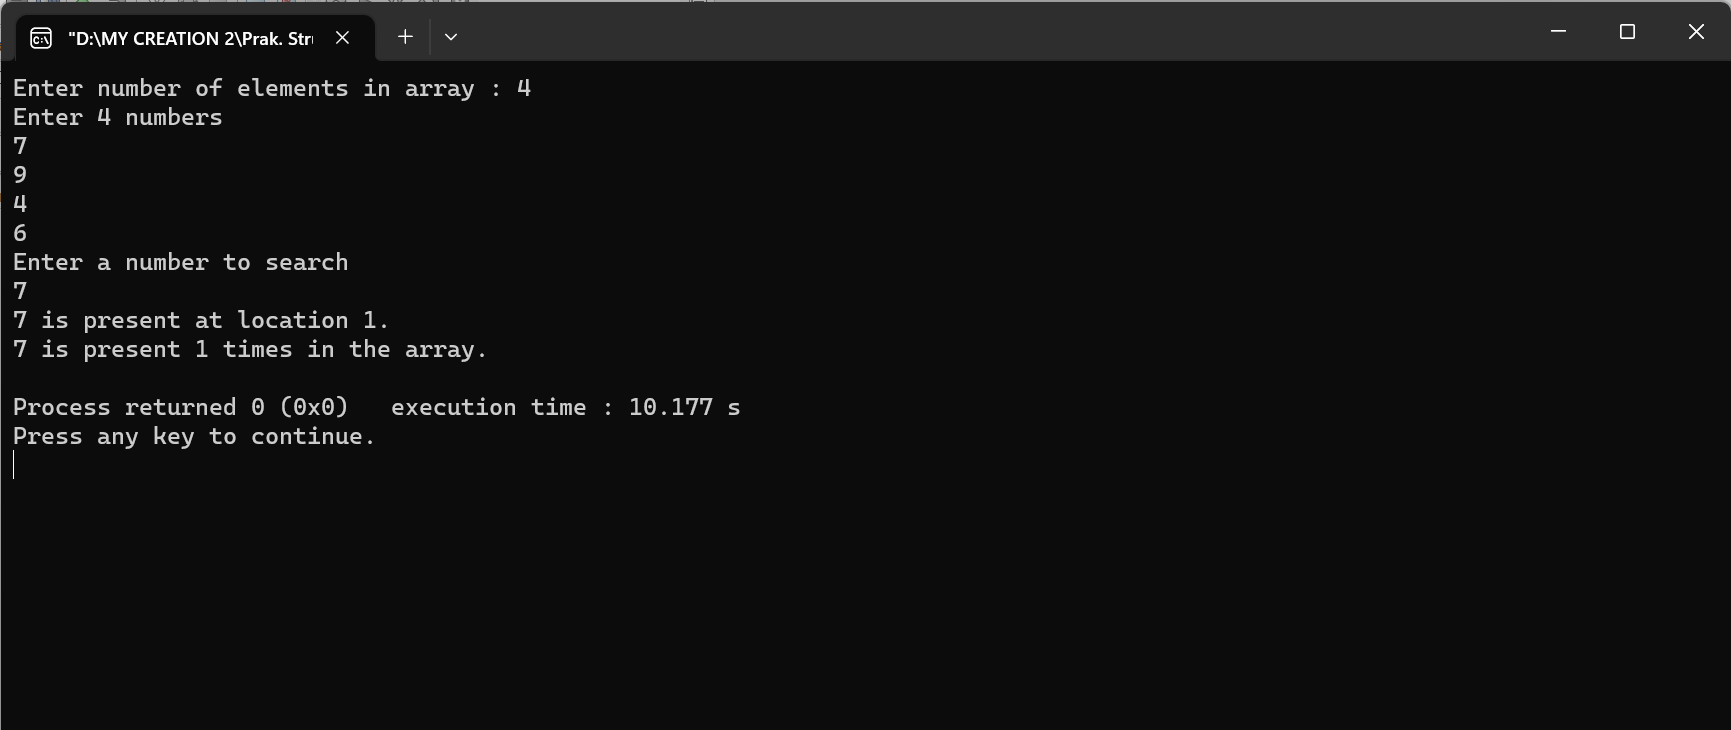 "D:\MY CREATION 2\Prak. Stru
Enter number of elements in array : 4
Enter 4 numbers
7
9
4
6
Enter a number to search
7
7 is present at location 1.
7 is present 1 times in the array.
Process returned 0 (0x0)   execution time : 10.177 s
Press any key to continue.